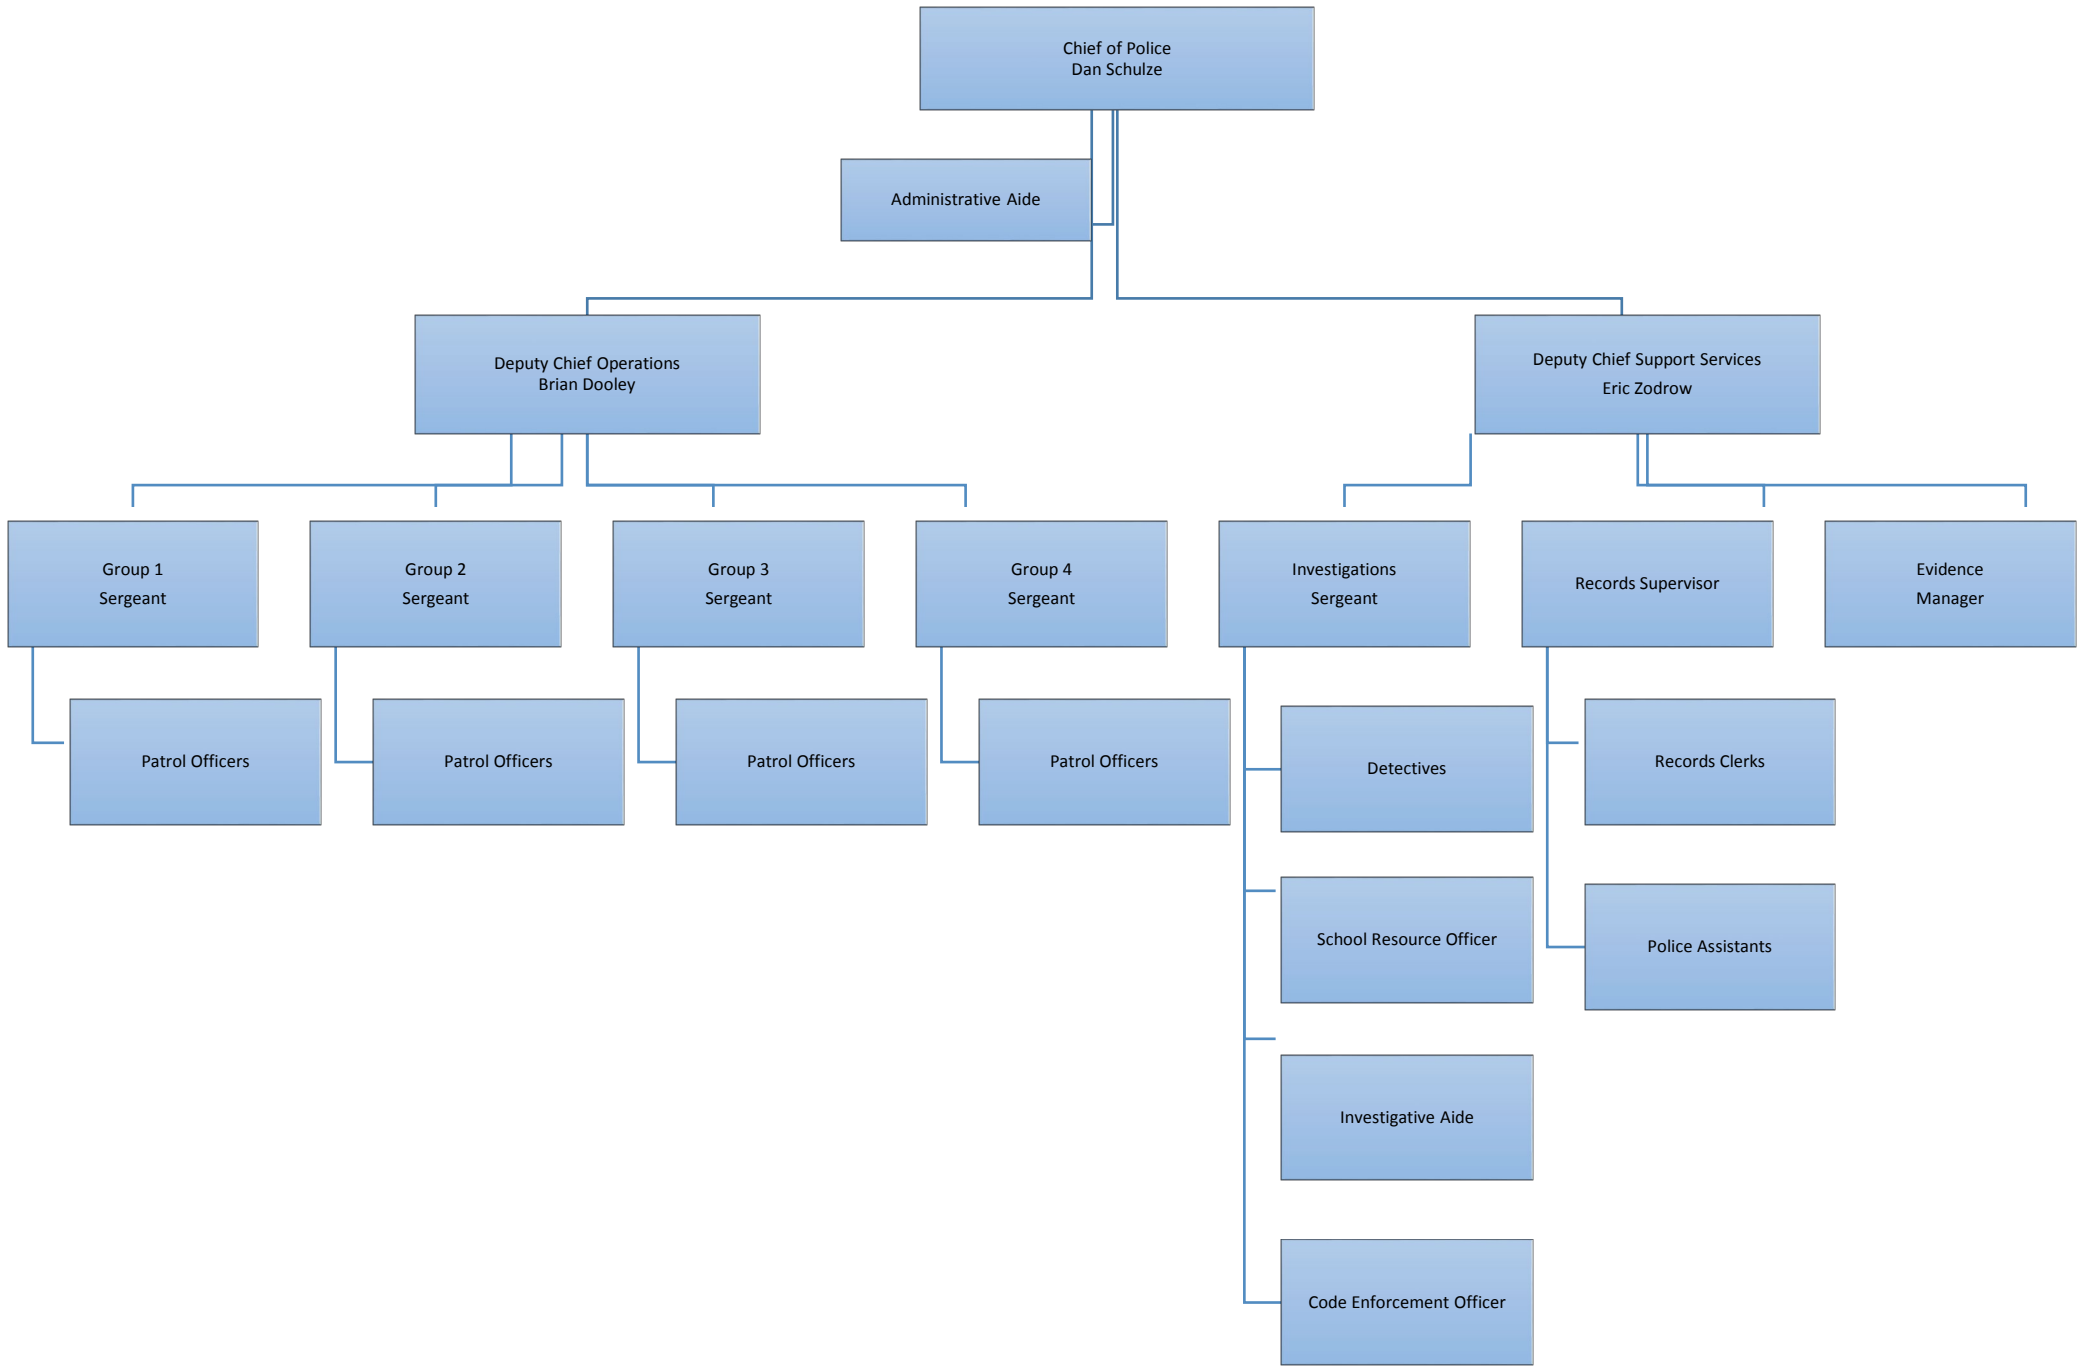 Chief of Police
Dan Schulze
Administrative Aide
Deputy Chief Operations
Brian Dooley
Deputy Chief Support Services
Eric Zodrow
Group 1
Sergeant
Group 2
Sergeant
Group 3
Sergeant
Group 4
Sergeant
Investigations
Sergeant
Records Supervisor
Evidence
Manager
Patrol Officers
Patrol Officers
Patrol Officers
Patrol Officers
Detectives
Records Clerks
School Resource Officer
Police Assistants
Investigative Aide
Code Enforcement Officer